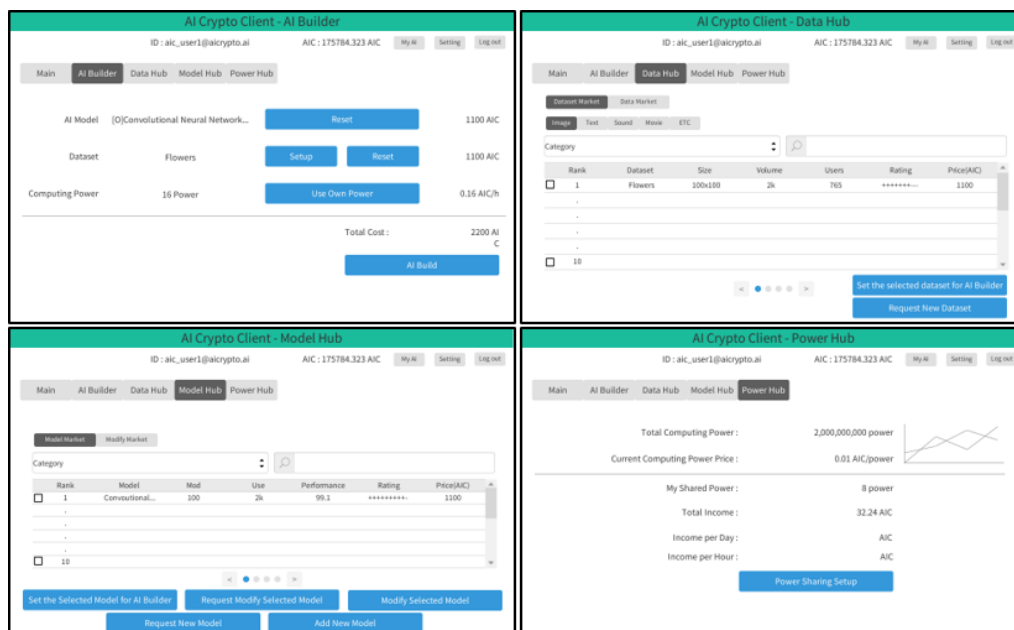 AI Crypto Client - AI Builder
ID : aic_user1@aicrypto.ai AIC : 175784.323 AIC My AI Setting Log out
Main AI Builder Data Hub Model Hub Power Hub
AI Model (O)Convolutional Neural Network... Reset 1100 AIC
Dataset Flowers Setup Reset 1100 AIC
Computing Power 16 Power Use Own Power 0.16 AIC/h
Total Cost : 2200 AI
C
AI Build
AI Crypto Client - Data Hub
ID : aic_user1@aicrypto.ai AIC : 175784.323 AIC My AI Setting Log out
Main AI Builder Data Hub Model Hub Power Hub
Dataset Market Data Market
Image Text Sound Movie ETC
Category
Rank Dataset Size Volume Users Rating Price(AIC)
1 Flowers 100x100 2k 765 +++++++--- 1100
.
.
.
.
10
< >
Set the selected dataset for AI Builder
Request New Dataset
AI Crypto Client - Model Hub
ID : aic_user1@aicrypto.ai AIC : 175784.323 AIC My AI Setting Log out
Main AI Builder Data Hub Model Hub Power Hub
Model Market Modify Market
Category
Rank Model Mod Use Performance Rating Price(AIC)
1 Convoutional... 100 2k 99.1 +++++++++- 1100
.
.
.
.
10
< >
Set the Selected Model for AI Builder Request Modify Selected Model Modify Selected Model
Request New Model Add New Model
AI Crypto Client - Power Hub
ID : aic_user1@aicrypto.ai AIC : 175784.323 AIC My AI Setting Log out
Main AI Builder Data Hub Model Hub Power Hub
Total Computing Power : 2,000,000,000 power
Current Computing Power Price : 0.01 AIC/power
My Shared Power : 8 power
Total Income : 32.24 AIC
Income per Day : AIC
Income per Hour : AIC
Power Sharing Setup